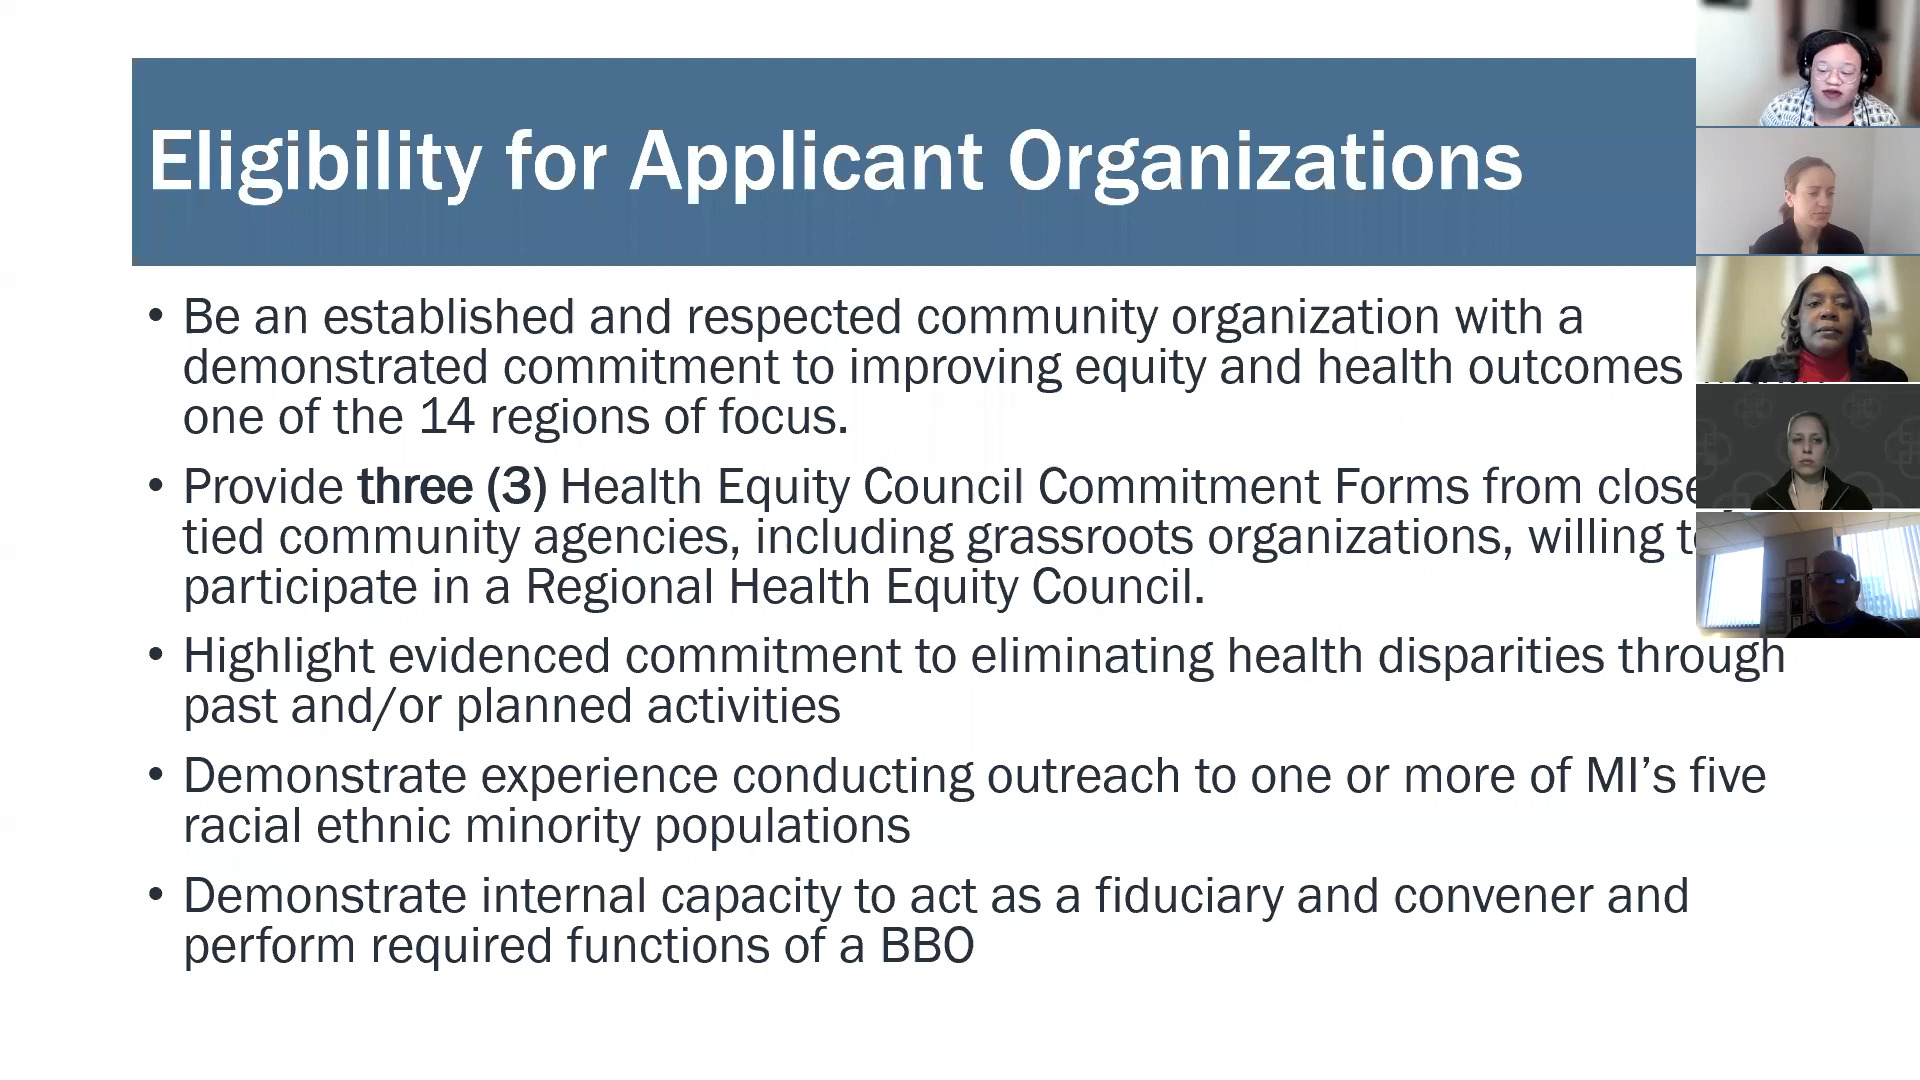 Eligibility for Applicant Organizations
• Be an established and respected community organization with a
demonstrated commitment to improving equity and health outcomes
one of the 14 regions of focus.
• Provide three (3) Health Equity Council Commitment Forms from
tied community agencies, including grassroots organizations, willing
participate in a Regional Health Equity Council.
• Highlight evidenced commitment to eliminating health disparities through
past and/or planned activities
• Demonstrate experience conducting outreach to one or more of MI’s five
racial ethnic minority populations
• Demonstrate internal capacity to act as a fiduciary and convener and
perform required functions of a BBO